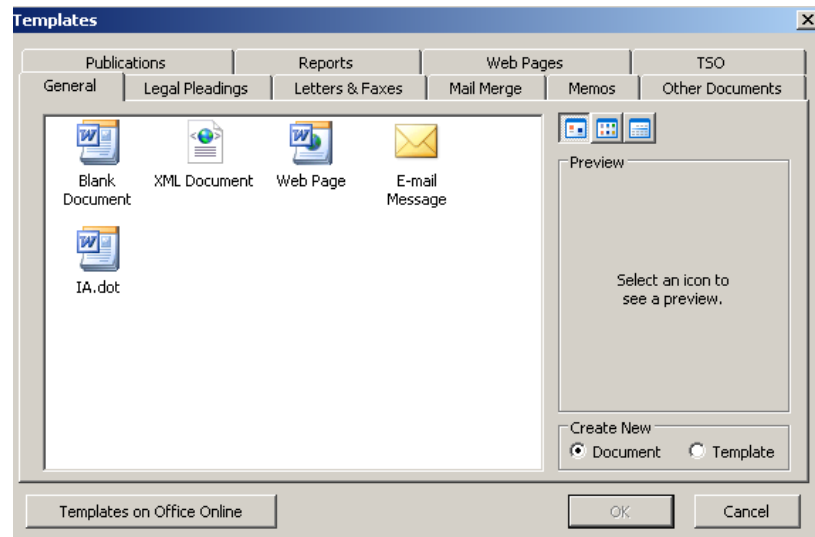 Templates
Publications Reports Web Pages TSO
General Legal Pleadings Letters & Faxes Mail Merge Memos Other Documents
Blank Document
XML Document
Web Page
E-mail Message
IA.dot
Preview
Select an icon to
see a preview.
Create New
Document Template
Templates on Office Online OK Cancel